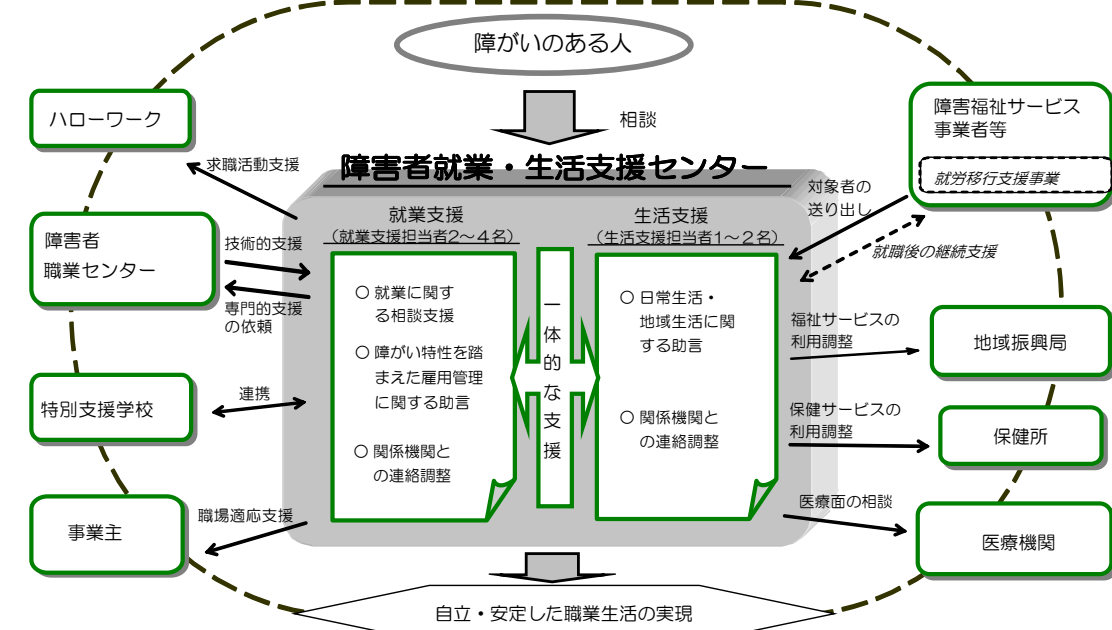 障がいのある人
相談
障害者就業・生活支援センター
ハローワーク
求職活動支援
障害者
職業センター
技術的支援
専門的支援
の依頼
特別支援学校
連携
事業主
職場適応支援
就業支援
(就業支援担当者2～4名)
○ 就業に関す
る相談支援
○ 障がい特性を踏
まえた雇用管理
に関する助言
○ 関係機関と
の連絡調整
一体的な支援
生活支援
(生活支援担当者1～2名)
○ 日常生活・
地域生活に関
する助言
○ 関係機関と
の連絡調整
障害福祉サービス
事業者等
就労移行支援事業
対象者の
送り出し
就職後の継続支援
福祉サービスの
利用調整
地域振興局
保健サービスの
利用調整
保健所
医療面の相談
医療機関
自立・安定した職業生活の実現